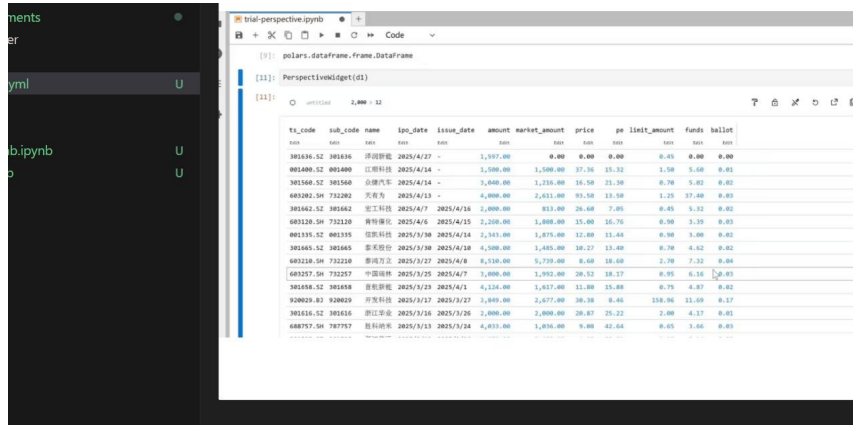 ments
er
yml U
b.ipynb U
U
trial-perspective.ipynb
Code
[9]: polars.dataframe.frame.DataFrame
[11]: PerspectiveWidget(d1)
[11]:
untitled 2,000 × 12
ts_code sub_code name ipo_date issue_date amount market_amount price pe limit_amount funds ballot
301636.SZ 301636 泽润新能 2025/4/27 - 1,597.00 0.00 0.00 0.00 0.45 0.00 0.00
001400.SZ 001400 江顺科技 2025/4/14 - 1,500.00 1,500.00 37.36 15.32 1.50 5.60 0.01
301560.SZ 301560 众捷汽车 2025/4/14 - 3,040.00 1,216.00 16.50 21.30 0.70 5.02 0.02
603202.SH 732202 天有为 2025/4/13 - 4,000.00 2,611.00 93.50 13.50 1.25 37.40 0.03
301662.SZ 301662 宏工科技 2025/4/7 2025/4/16 2,000.00 813.00 26.60 7.05 0.45 5.32 0.02
603120.SH 732120 肯特催化 2025/4/6 2025/4/15 2,260.00 1,808.00 15.00 16.76 0.90 3.39 0.03
001335.SZ 001335 信凯科技 2025/3/30 2025/4/14 2,343.00 1,875.00 12.80 11.44 0.90 3.00 0.02
301665.SZ 301665 泰禾股份 2025/3/30 2025/4/10 4,500.00 1,485.00 10.27 13.40 0.70 4.62 0.02
603210.SH 732210 泰鸿万立 2025/3/27 2025/4/8 8,510.00 5,739.00 8.60 18.60 2.70 7.32 0.04
603257.SH 732257 中国瑞林 2025/3/25 2025/4/7 3,000.00 1,992.00 20.52 18.17 0.95 6.16 0.03
301658.SZ 301658 首航新能 2025/3/23 2025/4/1 4,124.00 1,617.00 11.80 15.88 0.75 4.87 0.02
920029.BJ 920029 开发科技 2025/3/17 2025/3/27 3,849.00 2,677.00 30.38 8.46 158.96 11.69 0.17
301616.SZ 301616 浙江华业 2025/3/16 2025/3/26 2,000.00 2,000.00 20.87 25.22 2.00 4.17 0.01
688757.SH 787757 胜科纳米 2025/3/13 2025/3/24 4,033.00 1,036.00 9.08 42.64 0.65 3.66 0.03